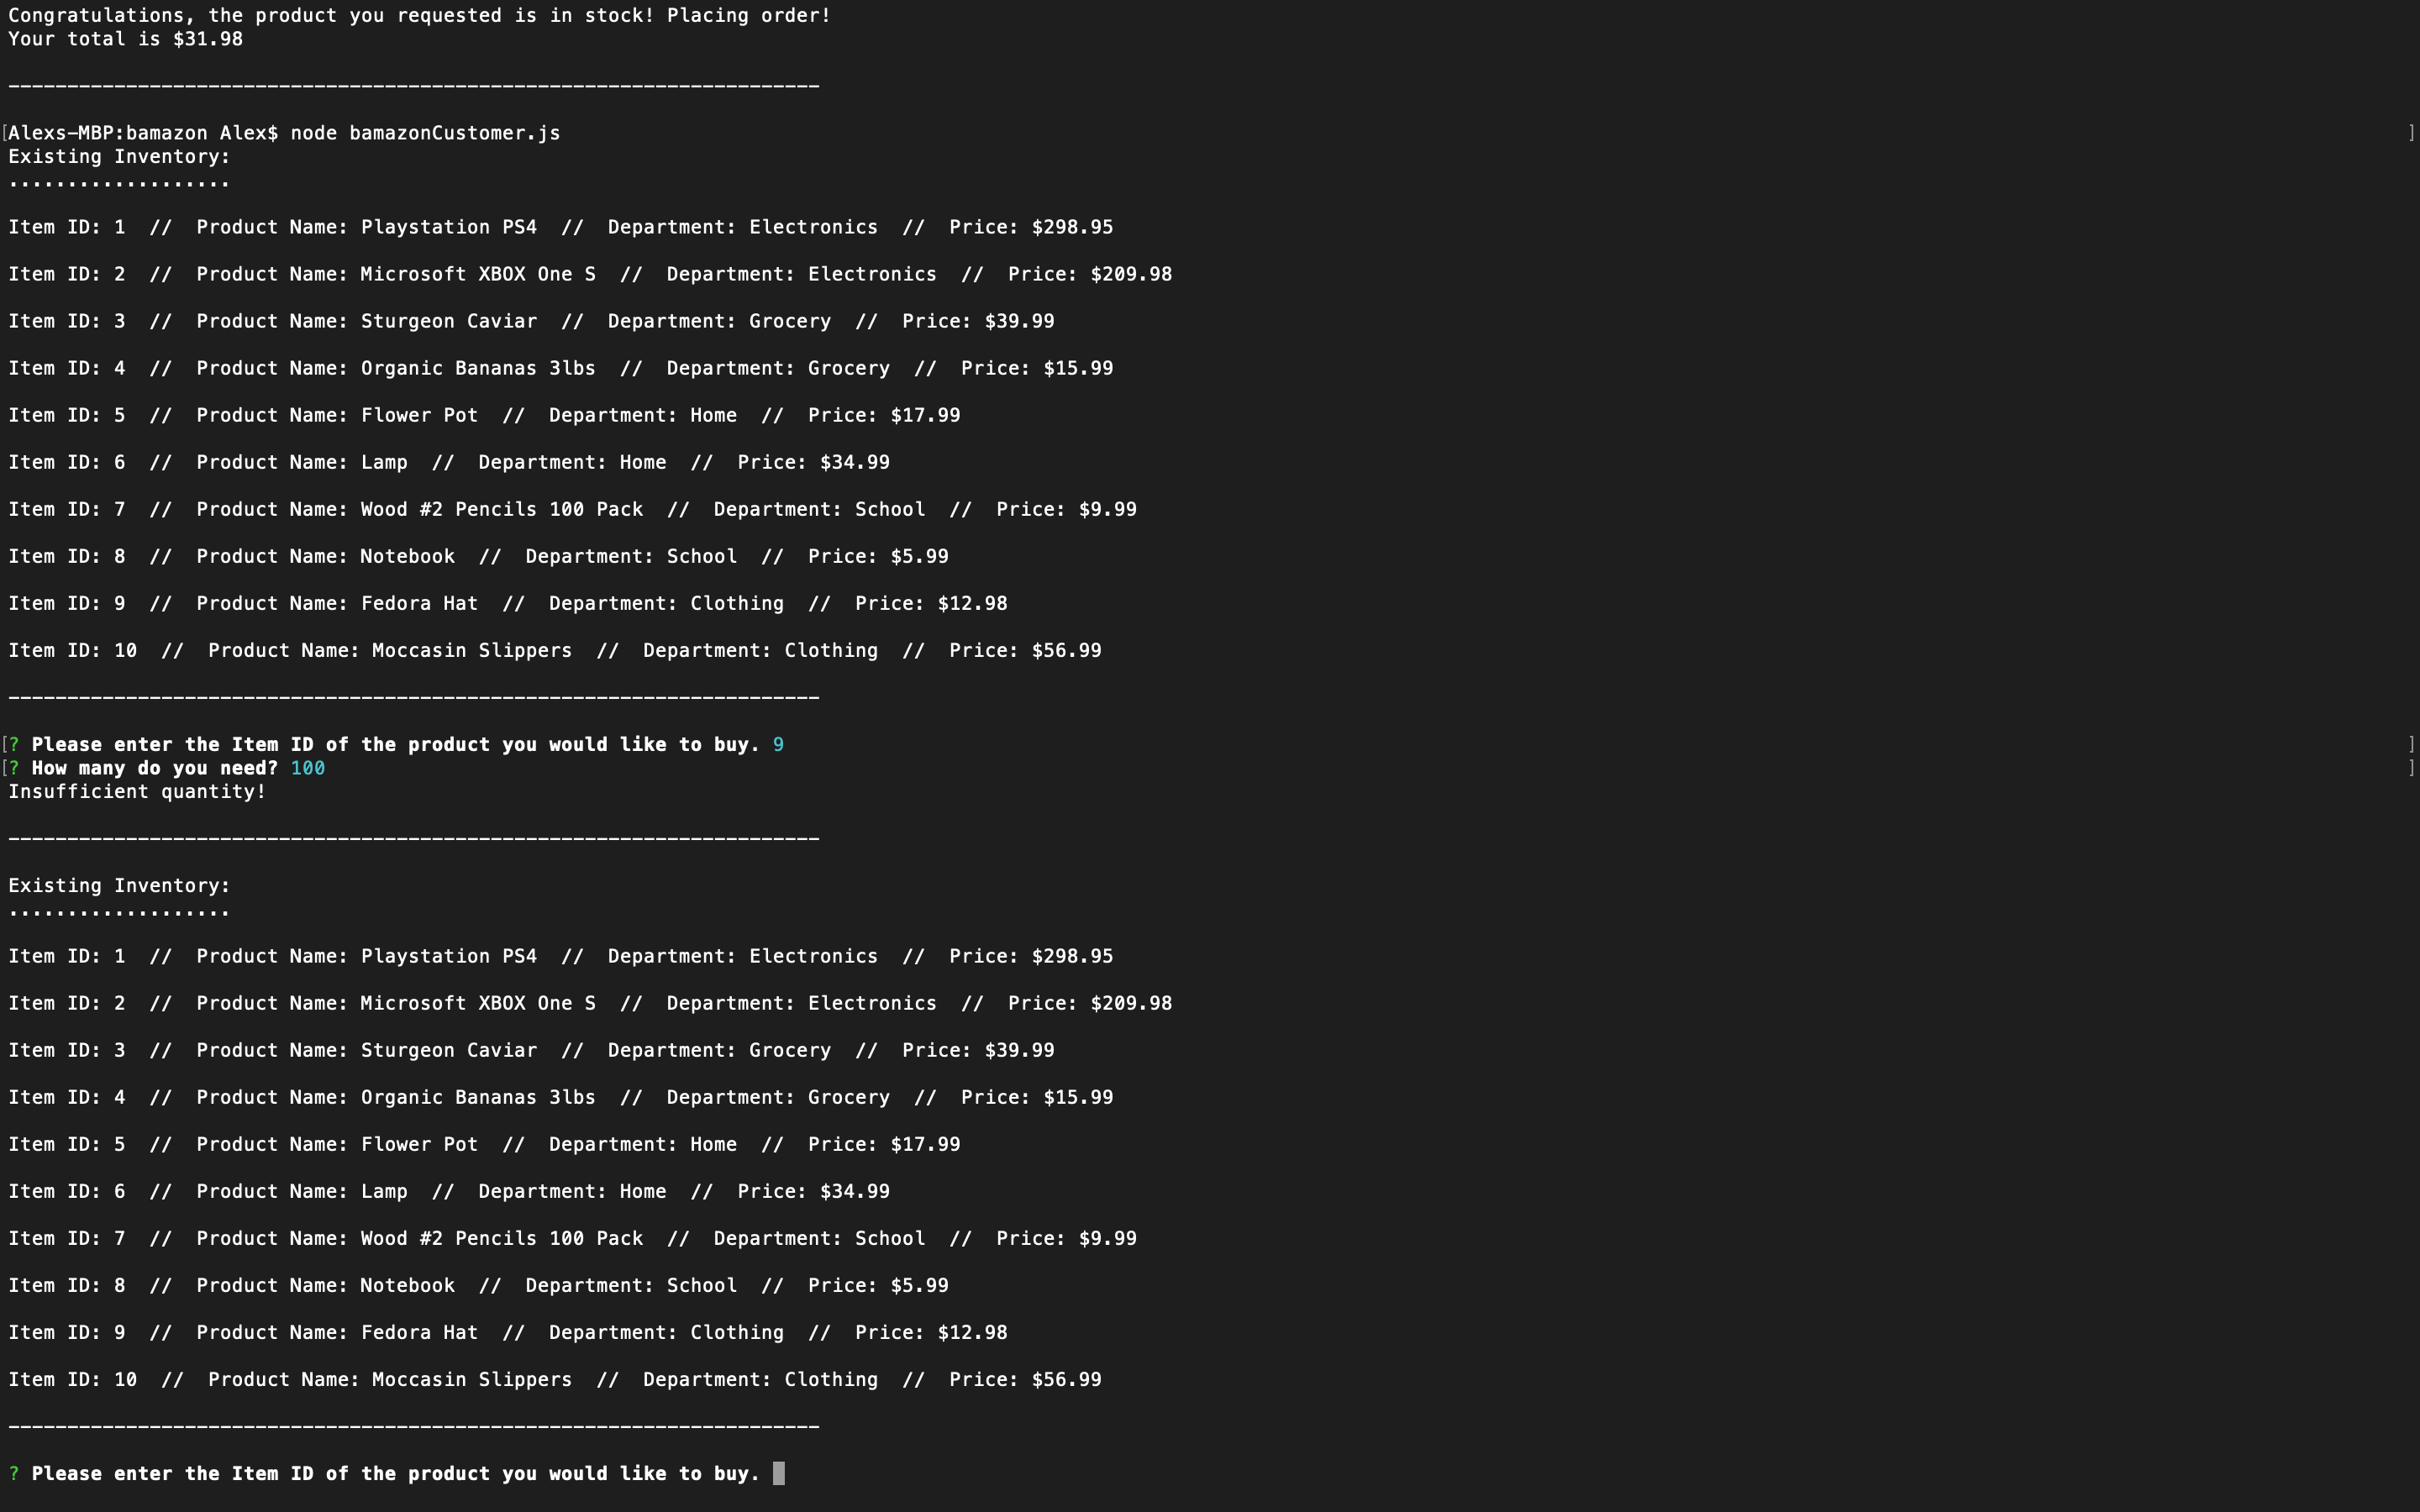 Congratulations, the product you requested is in stock! Placing order!
Your total is $31.98
---------------------------------------------------------------------
[Alexs-MBP:bamazon Alex$ node bamazonCustomer.js ]
Existing Inventory:
...................
Item ID: 1  //  Product Name: Playstation PS4  //  Department: Electronics  //  Price: $298.95
Item ID: 2  //  Product Name: Microsoft XBOX One S  //  Department: Electronics  //  Price: $209.98
Item ID: 3  //  Product Name: Sturgeon Caviar  //  Department: Grocery  //  Price: $39.99
Item ID: 4  //  Product Name: Organic Bananas 3lbs  //  Department: Grocery  //  Price: $15.99
Item ID: 5  //  Product Name: Flower Pot  //  Department: Home  //  Price: $17.99
Item ID: 6  //  Product Name: Lamp  //  Department: Home  //  Price: $34.99
Item ID: 7  //  Product Name: Wood #2 Pencils 100 Pack  //  Department: School  //  Price: $9.99
Item ID: 8  //  Product Name: Notebook  //  Department: School  //  Price: $5.99
Item ID: 9  //  Product Name: Fedora Hat  //  Department: Clothing  //  Price: $12.98
Item ID: 10  //  Product Name: Moccasin Slippers  //  Department: Clothing  //  Price: $56.99
---------------------------------------------------------------------
[? Please enter the Item ID of the product you would like to buy. 9 ]
[? How many do you need? 100 ]
Insufficient quantity!
---------------------------------------------------------------------
Existing Inventory:
...................
Item ID: 1  //  Product Name: Playstation PS4  //  Department: Electronics  //  Price: $298.95
Item ID: 2  //  Product Name: Microsoft XBOX One S  //  Department: Electronics  //  Price: $209.98
Item ID: 3  //  Product Name: Sturgeon Caviar  //  Department: Grocery  //  Price: $39.99
Item ID: 4  //  Product Name: Organic Bananas 3lbs  //  Department: Grocery  //  Price: $15.99
Item ID: 5  //  Product Name: Flower Pot  //  Department: Home  //  Price: $17.99
Item ID: 6  //  Product Name: Lamp  //  Department: Home  //  Price: $34.99
Item ID: 7  //  Product Name: Wood #2 Pencils 100 Pack  //  Department: School  //  Price: $9.99
Item ID: 8  //  Product Name: Notebook  //  Department: School  //  Price: $5.99
Item ID: 9  //  Product Name: Fedora Hat  //  Department: Clothing  //  Price: $12.98
Item ID: 10  //  Product Name: Moccasin Slippers  //  Department: Clothing  //  Price: $56.99
---------------------------------------------------------------------
? Please enter the Item ID of the product you would like to buy.